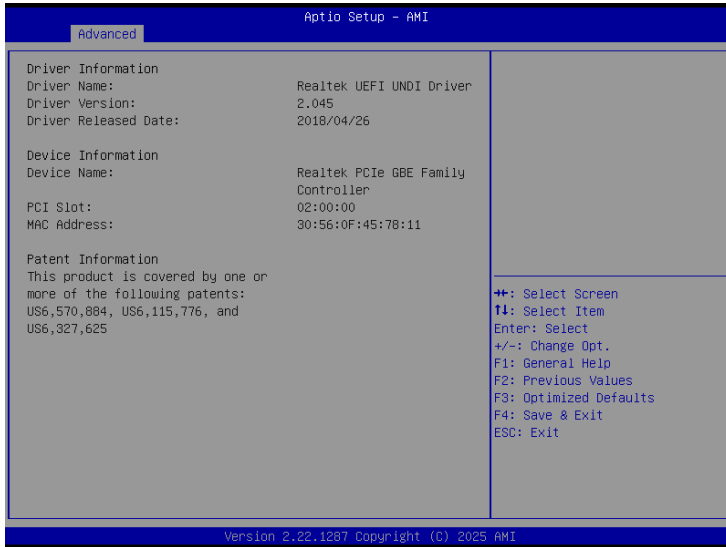 Aptio Setup – AMI
Advanced
Driver Information
Driver Name: Realtek UEFI UNDI Driver
Driver Version: 2.045
Driver Released Date: 2018/04/26
Device Information
Device Name: Realtek PCIe GBE Family
Controller
PCI Slot: 02:00:00
MAC Address: 30:56:0F:45:78:11
Patent Information
This product is covered by one or
more of the following patents:
US6,570,884, US6,115,776, and
US6,327,625
→←: Select Screen
↑↓: Select Item
Enter: Select
+/-: Change Opt.
F1: General Help
F2: Previous Values
F3: Optimized Defaults
F4: Save & Exit
ESC: Exit
Version 2.22.1287 Copyright (C) 2025 AMI